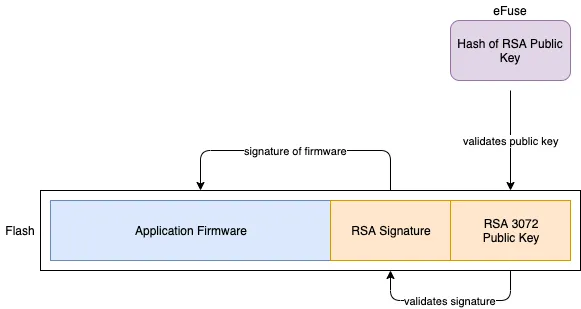 eFuse
Hash of RSA Public
Key
validates public key
signature of firmware
Flash
Application Firmware
RSA Signature
RSA 3072
Public Key
validates signature